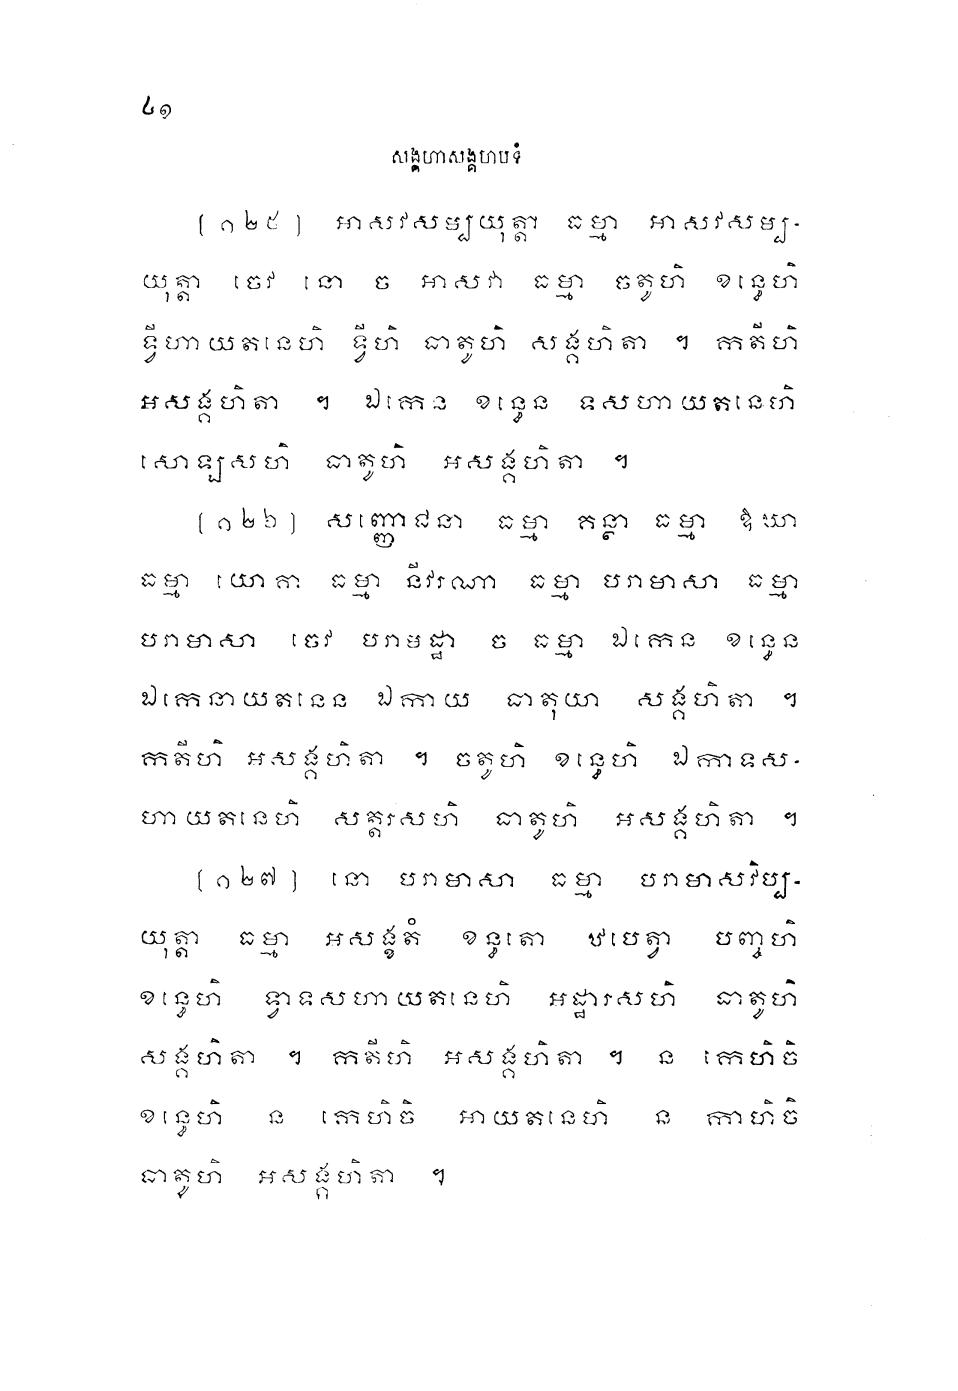 ៤១
សង្គហាសង្គហបទំ
(១២៥) អាសវសម្បយុត្តា ធម្មា អាសវសម្ប-
យុត្តា ចេវ នោ ច អាសវា ធម្មា ចតូហិ ខន្ធេហិ
ទ្វីហាយតនេហិ ទ្វីហិ ធាតូហិ សង្គហិតា ។ កតីហិ
អសង្គហិតា ។ ឯកេន ខន្ធេន ទសហាយតនេហិ
សោឡសហិ ធាតូហិ អសង្គហិតា ។
(១២៦) សញ្ញោជនា ធម្មា គន្ថា ធម្មា ឱឃា
ធម្មា យោគា ធម្មា នីវរណា ធម្មា បរាមាសា ធម្មា
បរាមាសា ចេវ បរាមដ្ឋា ច ធម្មា ឯកេន ខន្ធេន
ឯកេនាយតនេន ឯកាយ ធាតុយា សង្គហិតា ។
កតីហិ អសង្គហិតា ។ ចតូហិ ខន្ធេហិ ឯកាទស-
ហាយតនេហិ សត្តរសហិ ធាតូហិ អសង្គហិតា ។
(១២៧) នោ បរាមាសា ធម្មា បរាមាសវិប្ប-
យុត្តា ធម្មា អសង្ខតំ ខន្ធតោ ឋបេត្វា បញ្ចហិ
ខន្ធេហិ ទ្វាទសហាយតនេហិ អដ្ឋារសហិ ធាតូហិ
សង្គហិតា ។ កតីហិ អសង្គហិតា ។ ន កេហិចិ
ខន្ធេហិ ន កេហិចិ អាយតនេហិ ន កាហិចិ
ធាតូហិ អសង្គហិតា ។